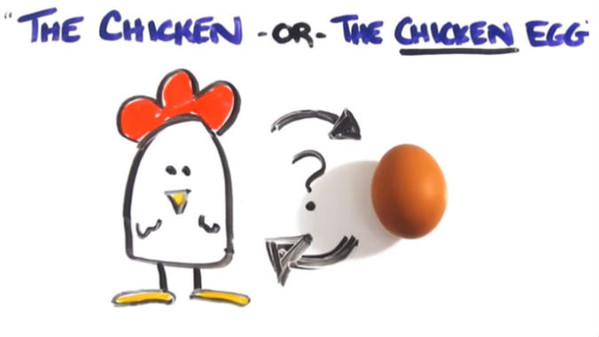 "THE CHICKEN -OR- THE CHICKEN EGG"
?